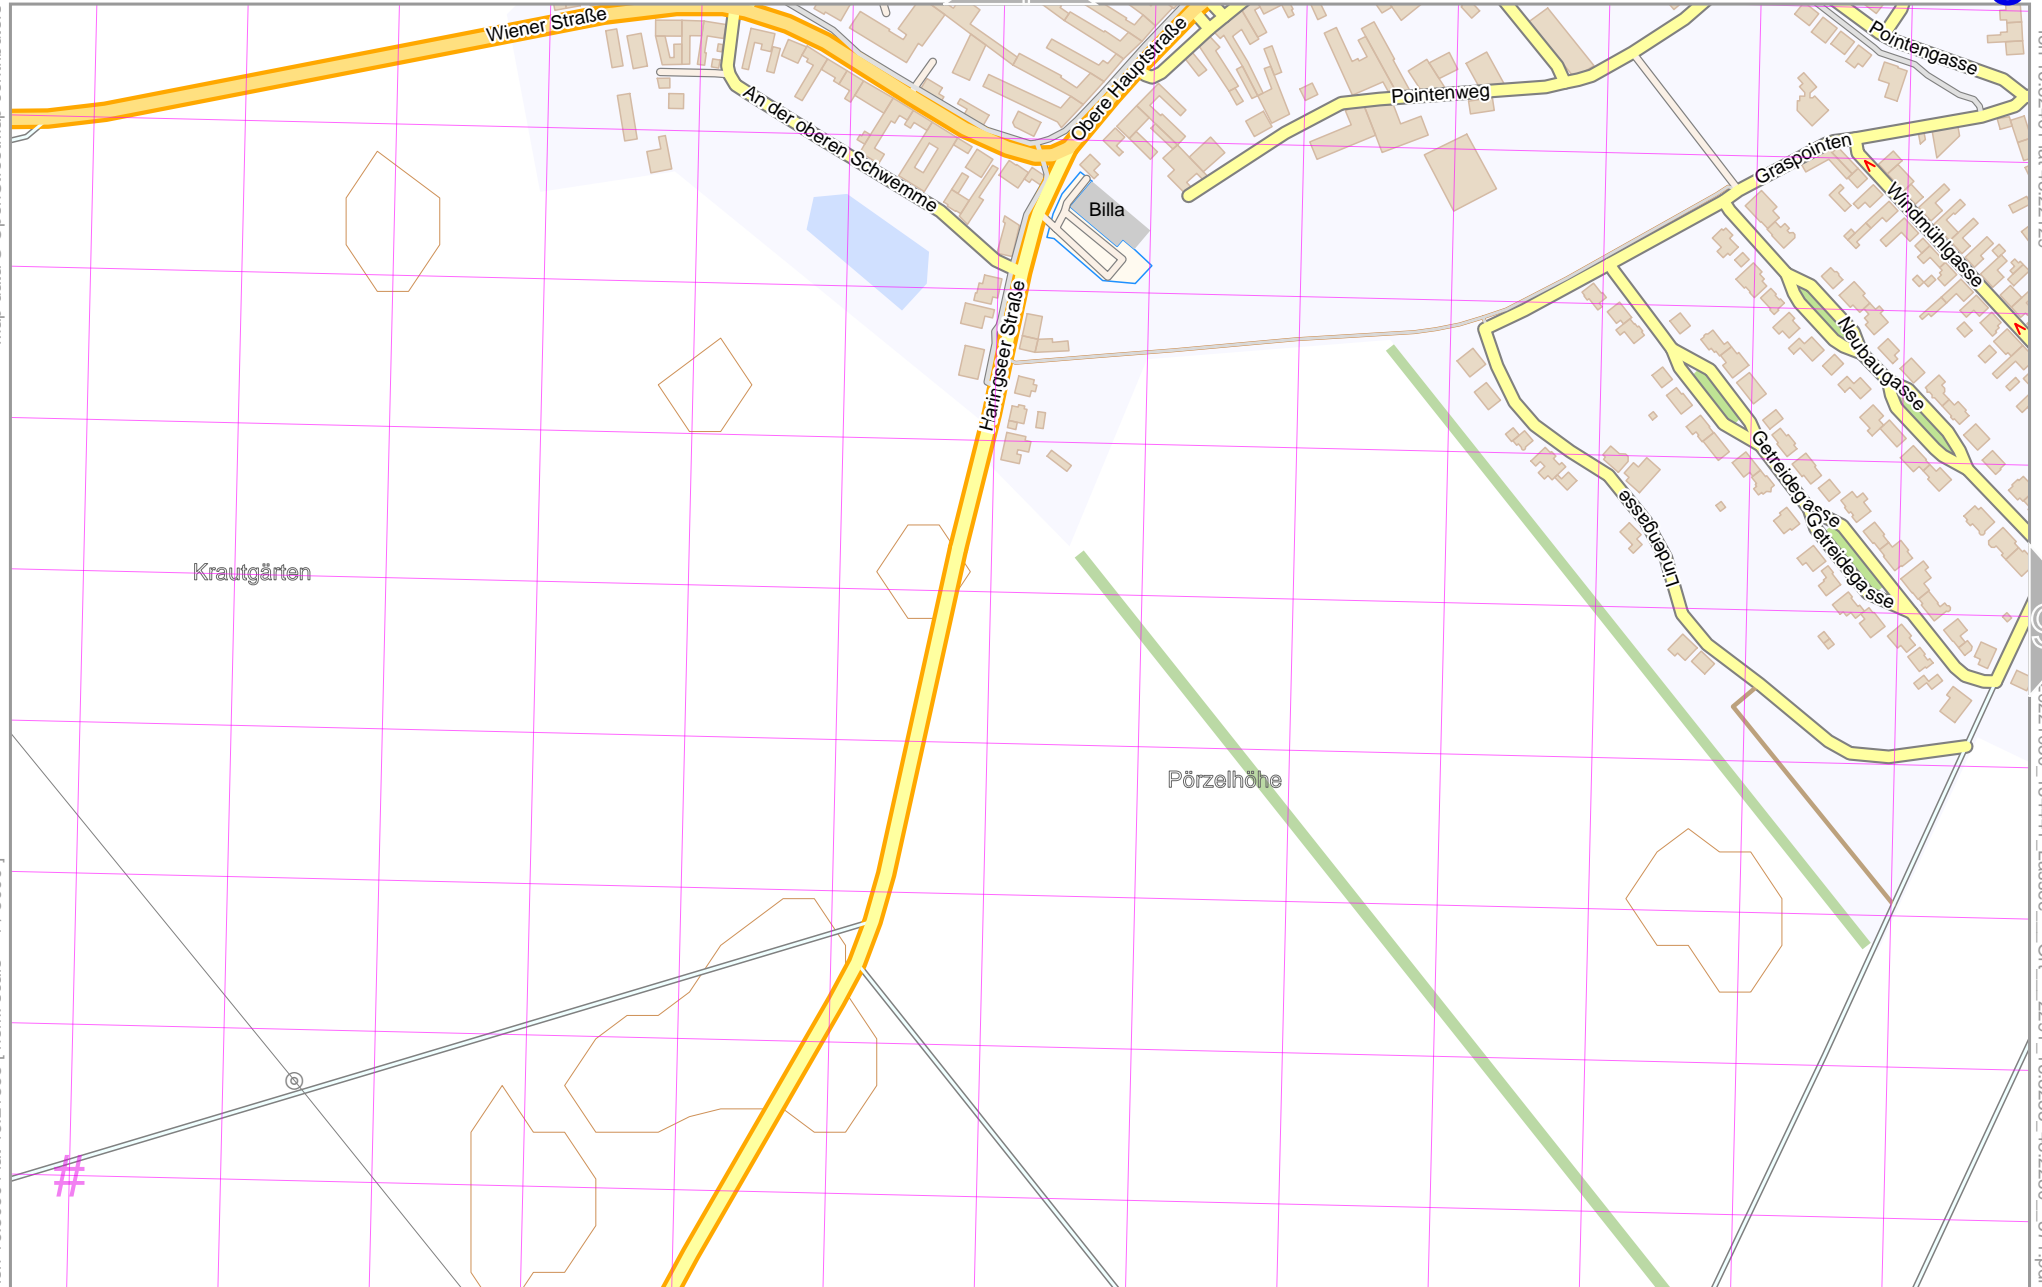 Wiener Straße
Obere Hauptstraße
Pointengasse
An der oberen Schwemme
Pointenweg
Graspointen
Billa
Windmühlgasse
Haringseer Straße
Neubaugasse
Getreidegasse
Getreidegasse
Lindengasse
Krautgärten
Pörzelhöhe
#